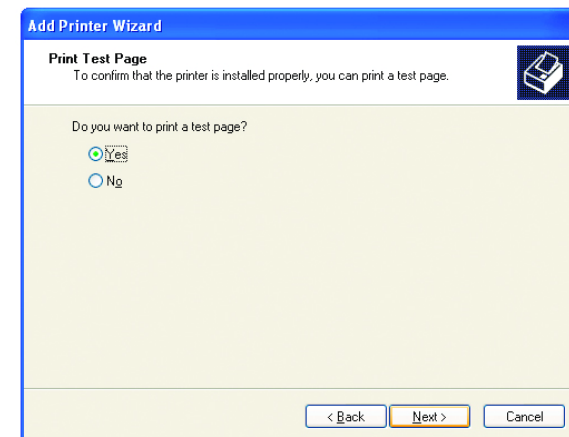 Add Printer Wizard
Print Test Page
To confirm that the printer is installed properly, you can print a test page.
Do you want to print a test page?
Yes
No
< Back Next > Cancel